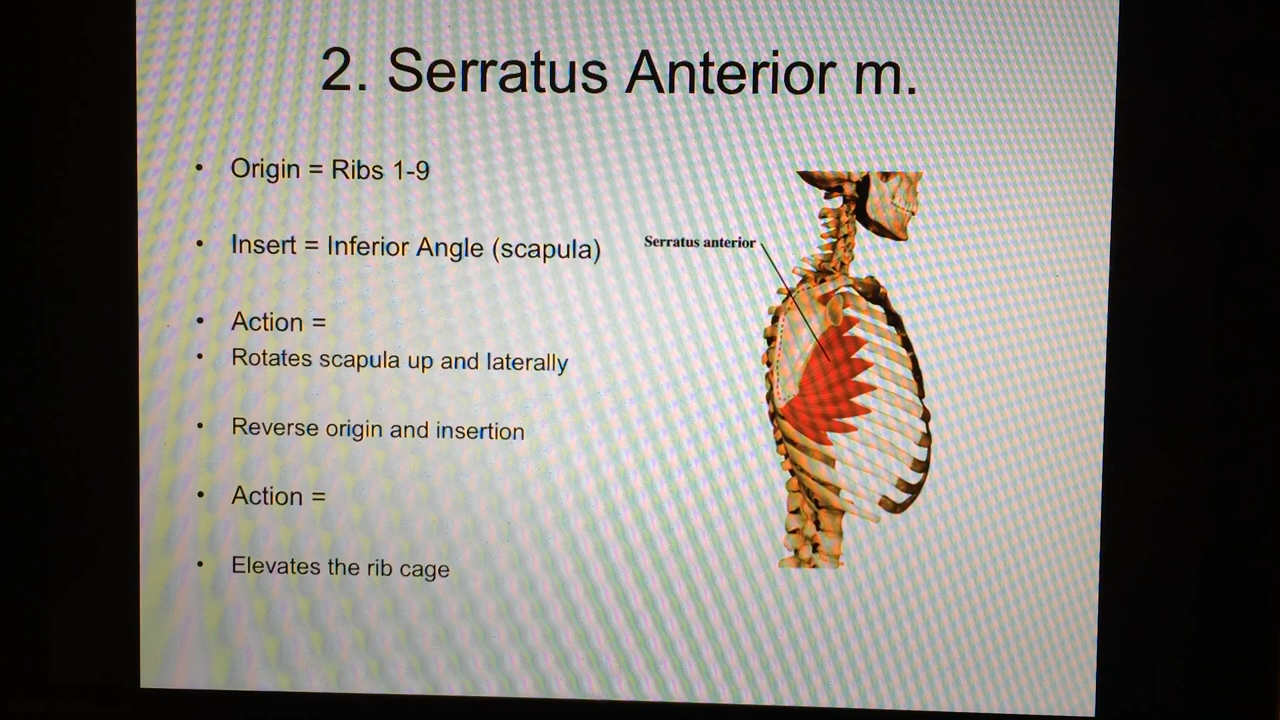 2. Serratus Anterior m.
• Origin = Ribs 1-9
• Insert = Inferior Angle (scapula)
Serratus anterior
• Action =
• Rotates scapula up and laterally
• Reverse origin and insertion
• Action =
• Elevates the rib cage